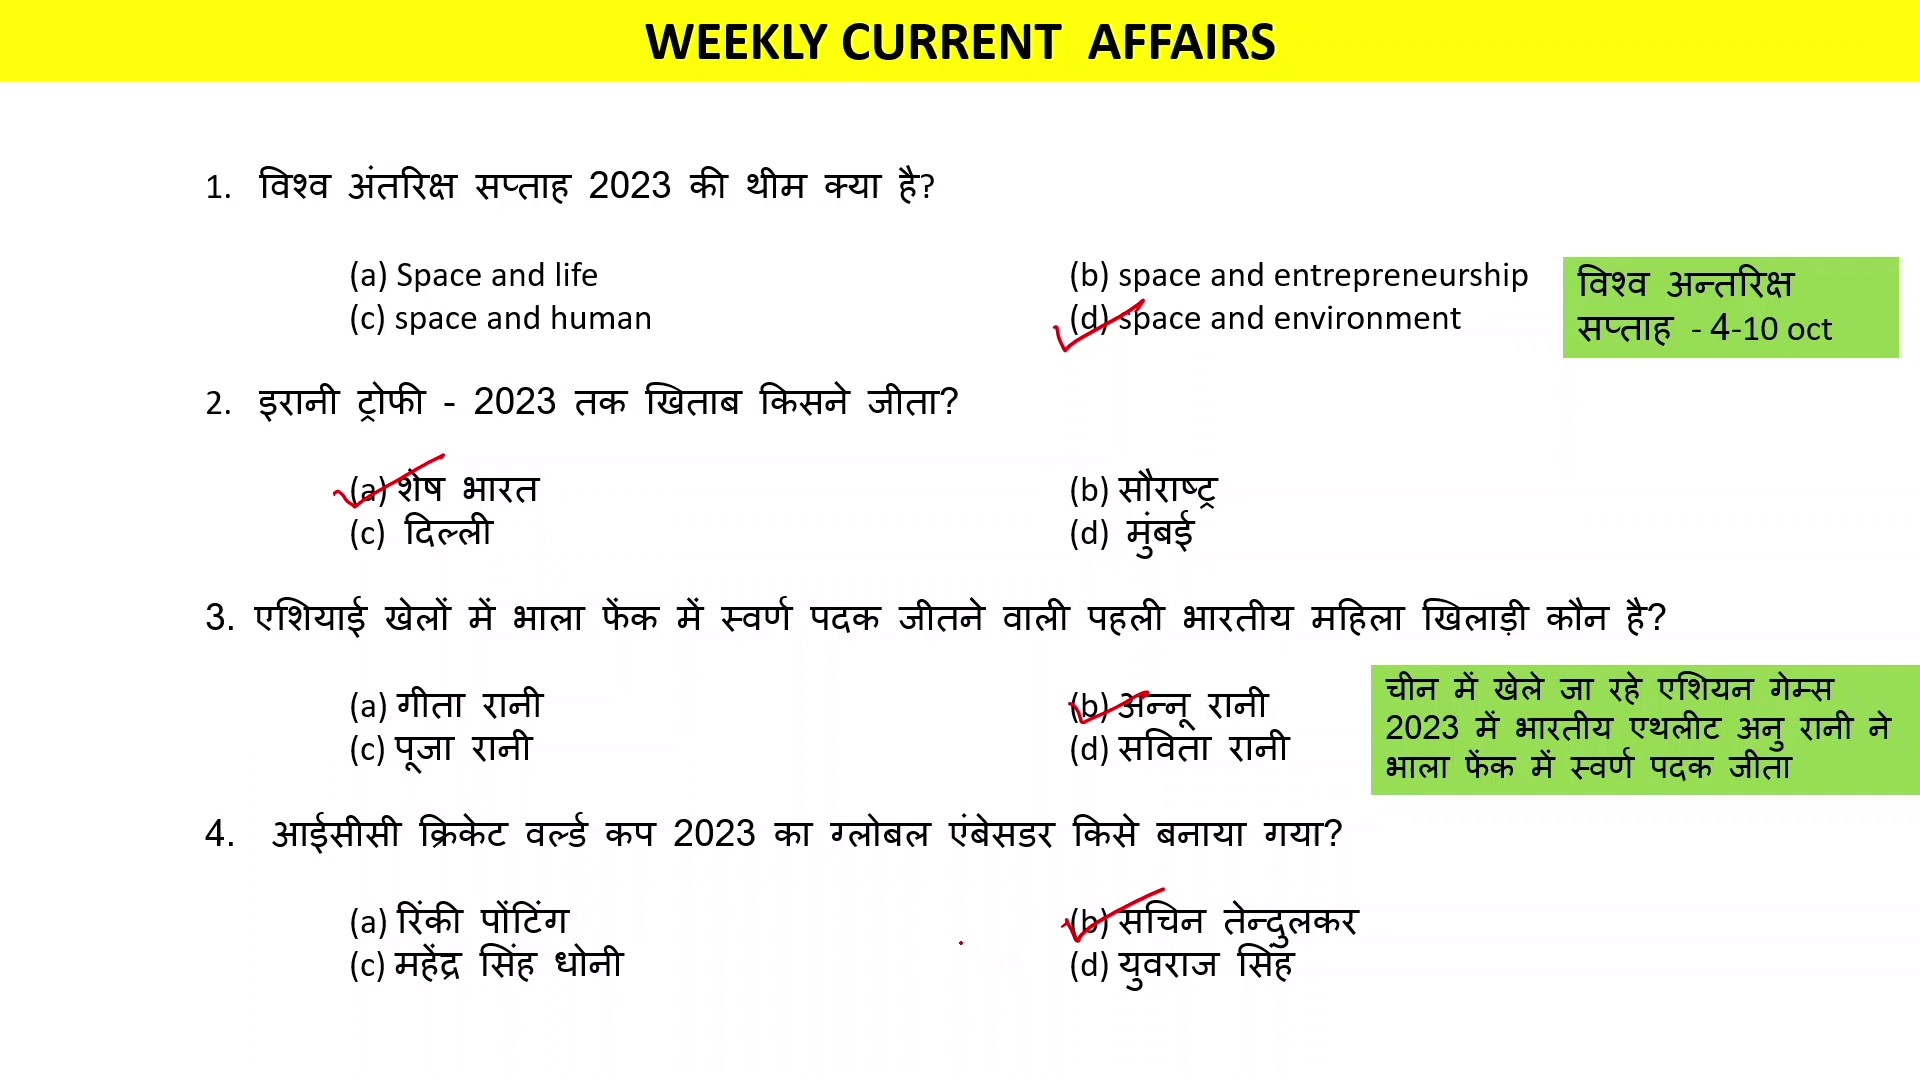 WEEKLY CURRENT AFFAIRS
1. विश्व अंतरिक्ष सप्ताह 2023 की थीम क्या है?
(a) Space and life (b) space and entrepreneurship
(c) space and human (d) space and environment
विश्व अन्तरिक्ष
सप्ताह - 4-10 oct
2. इरानी ट्रोफी - 2023 तक खिताब किसने जीता?
(a) शेष भारत (b) सौराष्ट्र
(c) दिल्ली (d) मुंबई
3. एशियाई खेलों में भाला फेंक में स्वर्ण पदक जीतने वाली पहली भारतीय महिला खिलाड़ी कौन है?
(a) गीता रानी (b) अन्नू रानी
(c) पूजा रानी (d) सविता रानी
चीन में खेले जा रहे एशियन गेम्स
2023 में भारतीय एथलीट अनु रानी ने
भाला फेंक में स्वर्ण पदक जीता
4. आईसीसी क्रिकेट वर्ल्ड कप 2023 का ग्लोबल एंबेसडर किसे बनाया गया?
(a) रिंकी पोंटिंग (b) सचिन तेन्दुलकर
(c) महेंद्र सिंह धोनी (d) युवराज सिंह